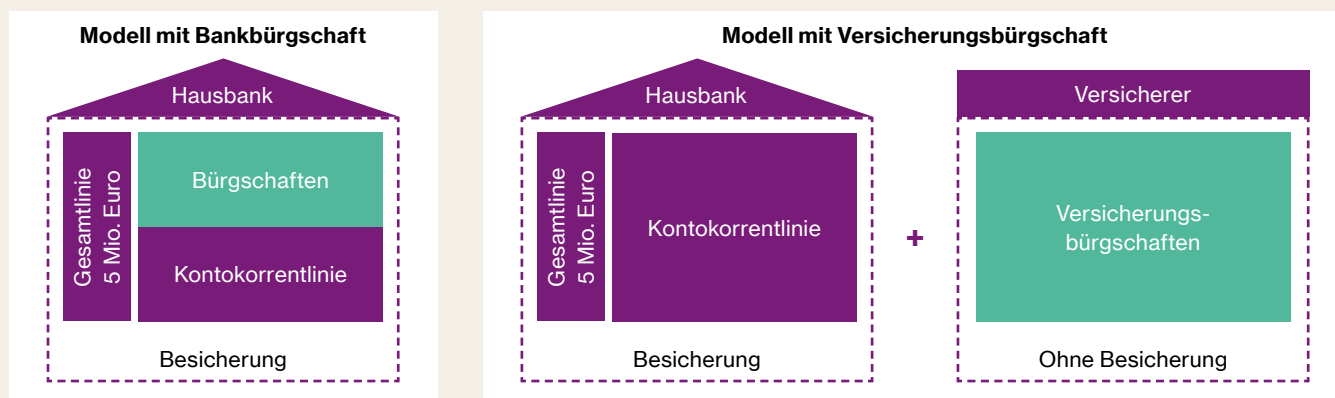 Modell mit Bankbürgschaft
Hausbank
Gesamtlinie
5 Mio. Euro
Bürgschaften
Kontokorrentlinie
Besicherung
Modell mit Versicherungsbürgschaft
Hausbank
Gesamtlinie
5 Mio. Euro
Kontokorrentlinie
Besicherung
+
Versicherer
Versicherungs-
bürgschaften
Ohne Besicherung